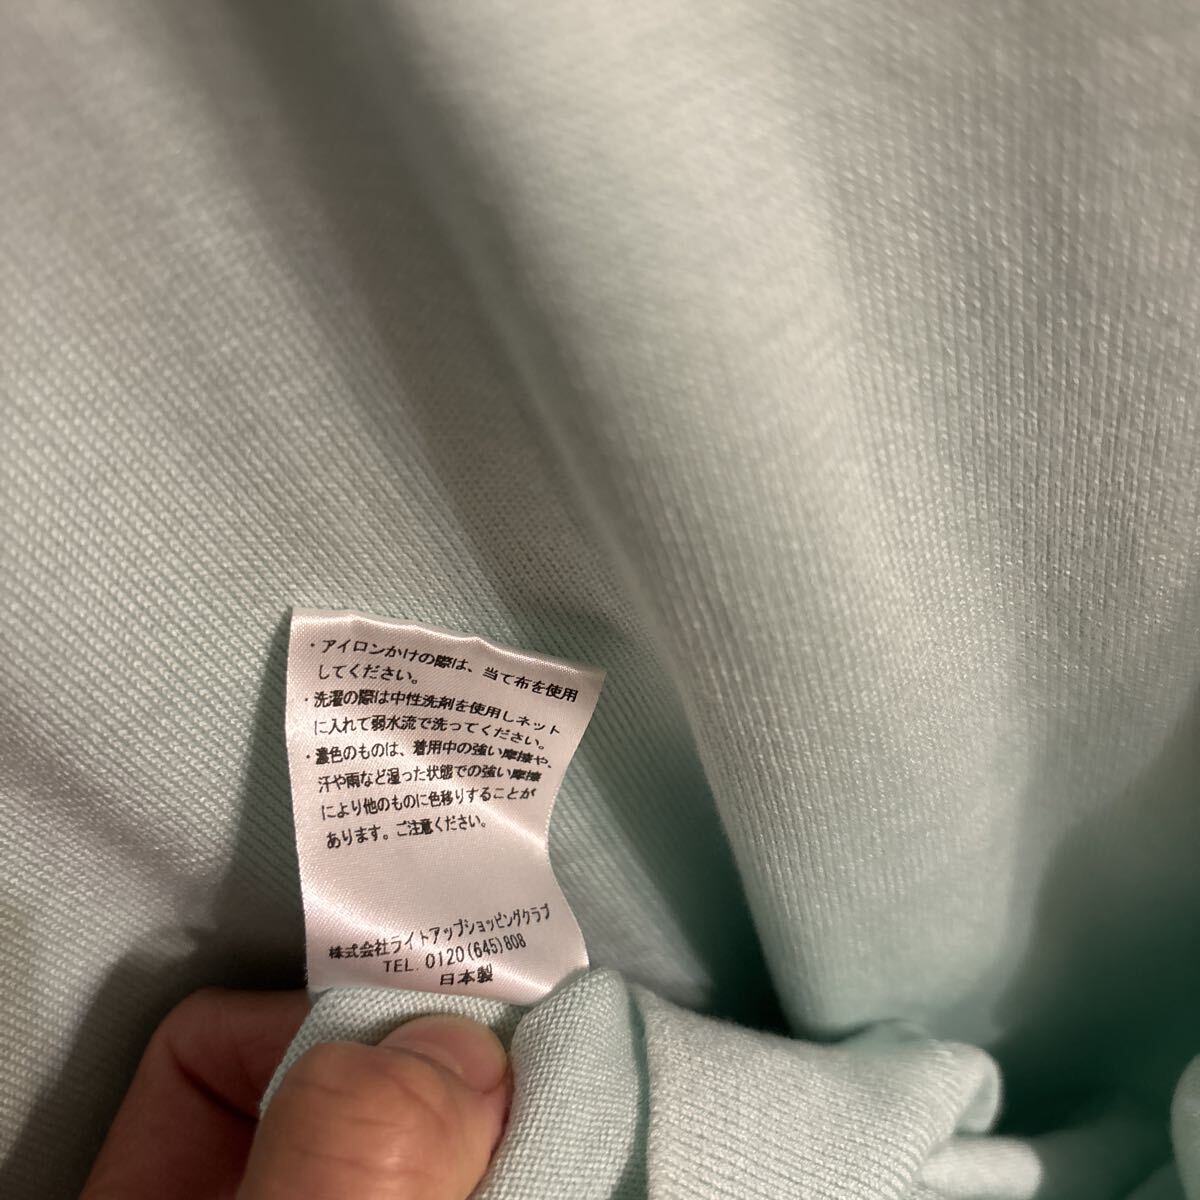 ・アイロンかけの際は、当て布を使用
してください。
・洗濯の際は中性洗剤を使用しネット
に入れて弱水流で洗ってください。
・濃色のものは、着用中の強い摩擦や、
汗や雨など湿った状態での強い摩擦
により他のものに色移りすることが
あります。ご注意ください。
株式会社ライトアップショッピングクラブ
TEL. 0120(645)808
日本製